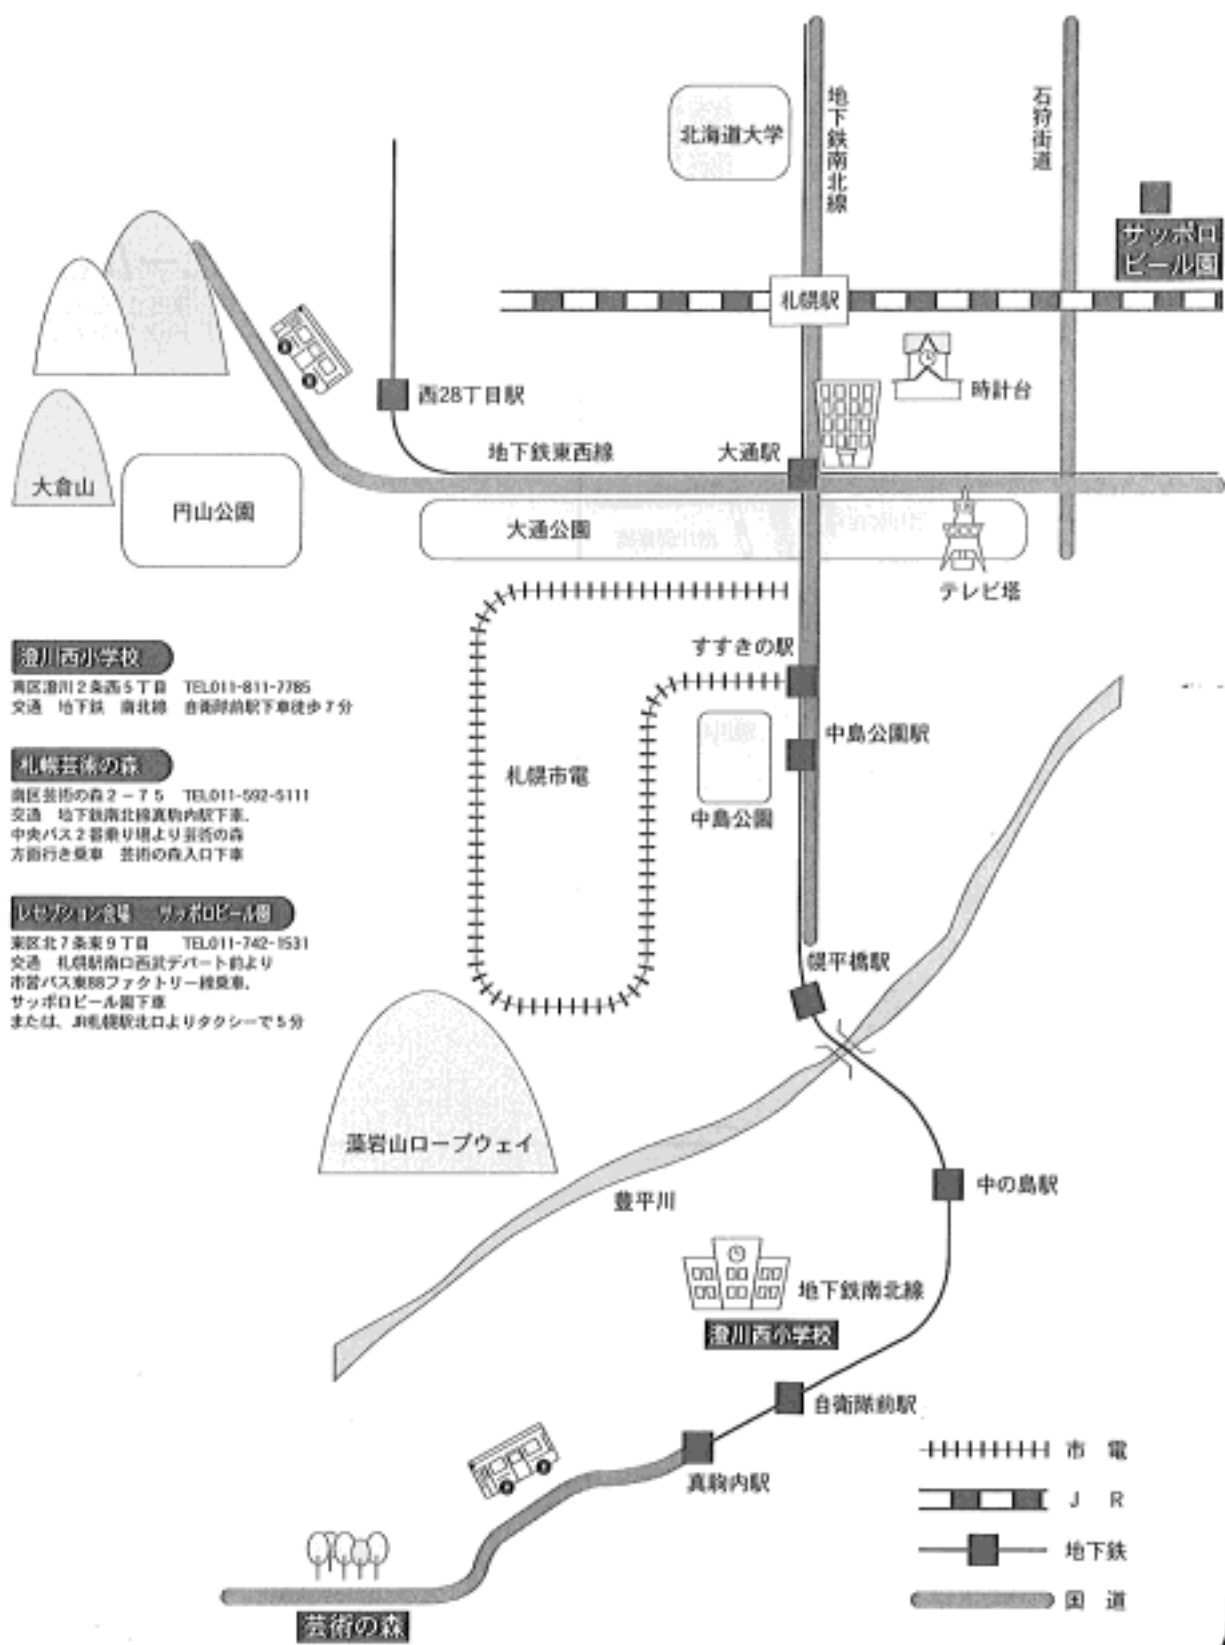 北海道大学
地下鉄南北線
石狩街道
サッポロ
ビール園
札幌駅
時計台
西28丁目駅
地下鉄東西線
大通駅
大倉山
円山公園
大通公園
テレビ塔
すすきの駅
中島公園駅
札幌市電
中島公園
澄川西小学校
南区澄川2条西5丁目 TEL011-811-7785
交通 地下鉄 南北線 自衛隊前駅下車徒歩7分
札幌芸術の森
南区芸術の森2-75 TEL011-592-5111
交通 地下鉄南北線真駒内駅下車、
中央バス2番乗り場より芸術の森
方面行き乗車 芸術の森入口下車
レセプション会場 サッポロビール園
東区北7条東9丁目 TEL011-742-1531
交通 札幌駅南口西武デパート前より
市営バス東88ファクトリー線乗車、
サッポロビール園下車
または、JR札幌駅北口よりタクシーで5分
幌平橋駅
藻岩山ロープウェイ
豊平川
中の島駅
地下鉄南北線
澄川西小学校
自衛隊前駅
真駒内駅
芸術の森
市 電
J R
地下鉄
国 道